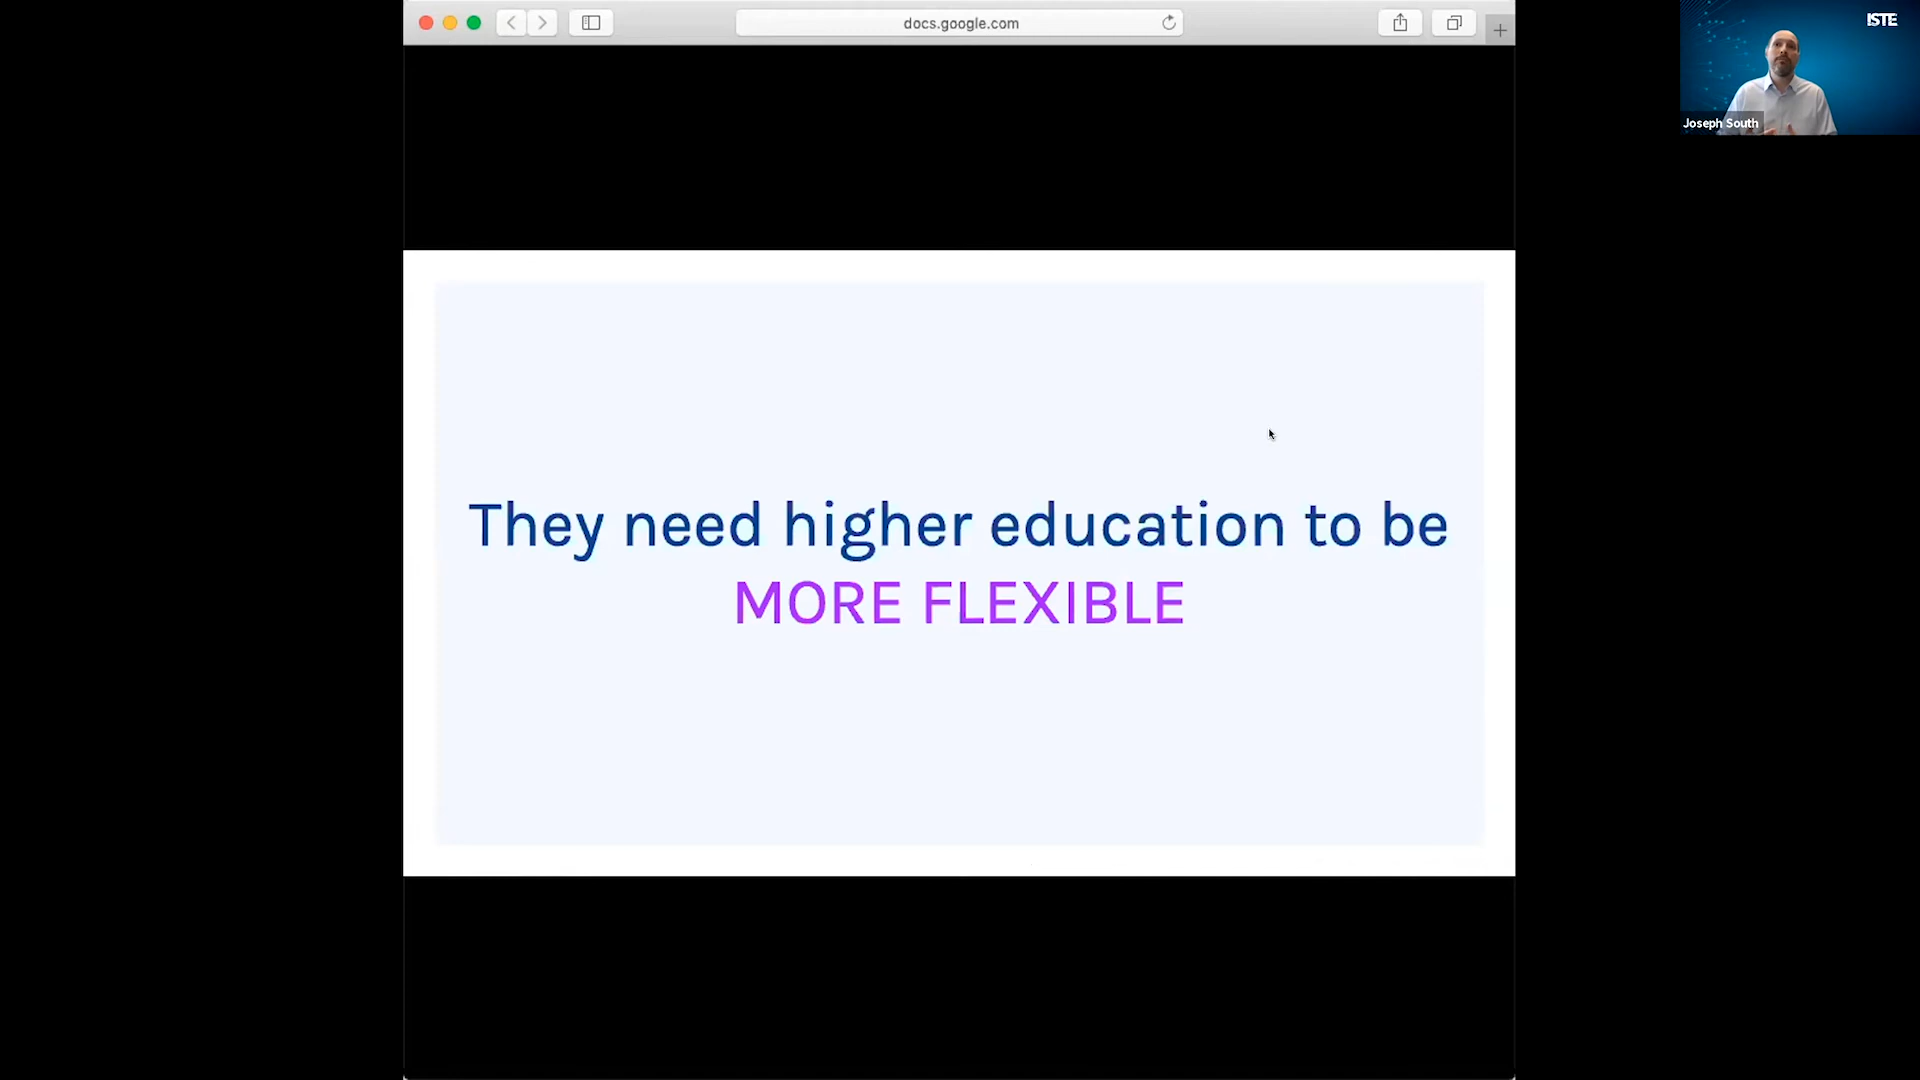 docs.google.com
ISTE
Joseph South
They need higher education to be
MORE FLEXIBLE